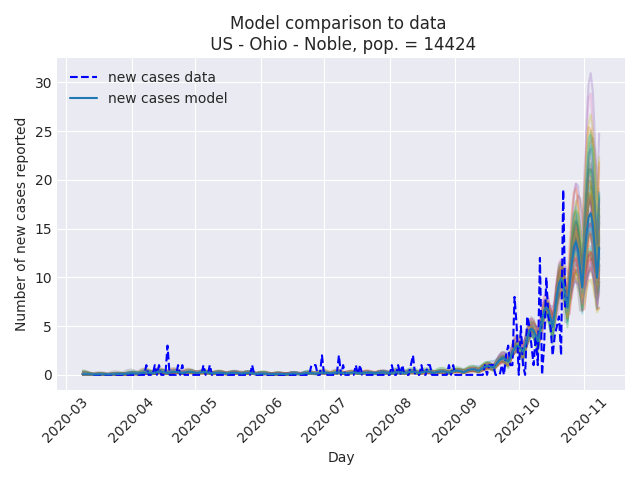 Model comparison to data
US - Ohio - Noble, pop. = 14424
new cases data
new cases model
Number of new cases reported
30
25
20
15
10
5
0
2020-03
2020-04
2020-05
2020-06
2020-07
2020-08
2020-09
2020-10
2020-11
Day